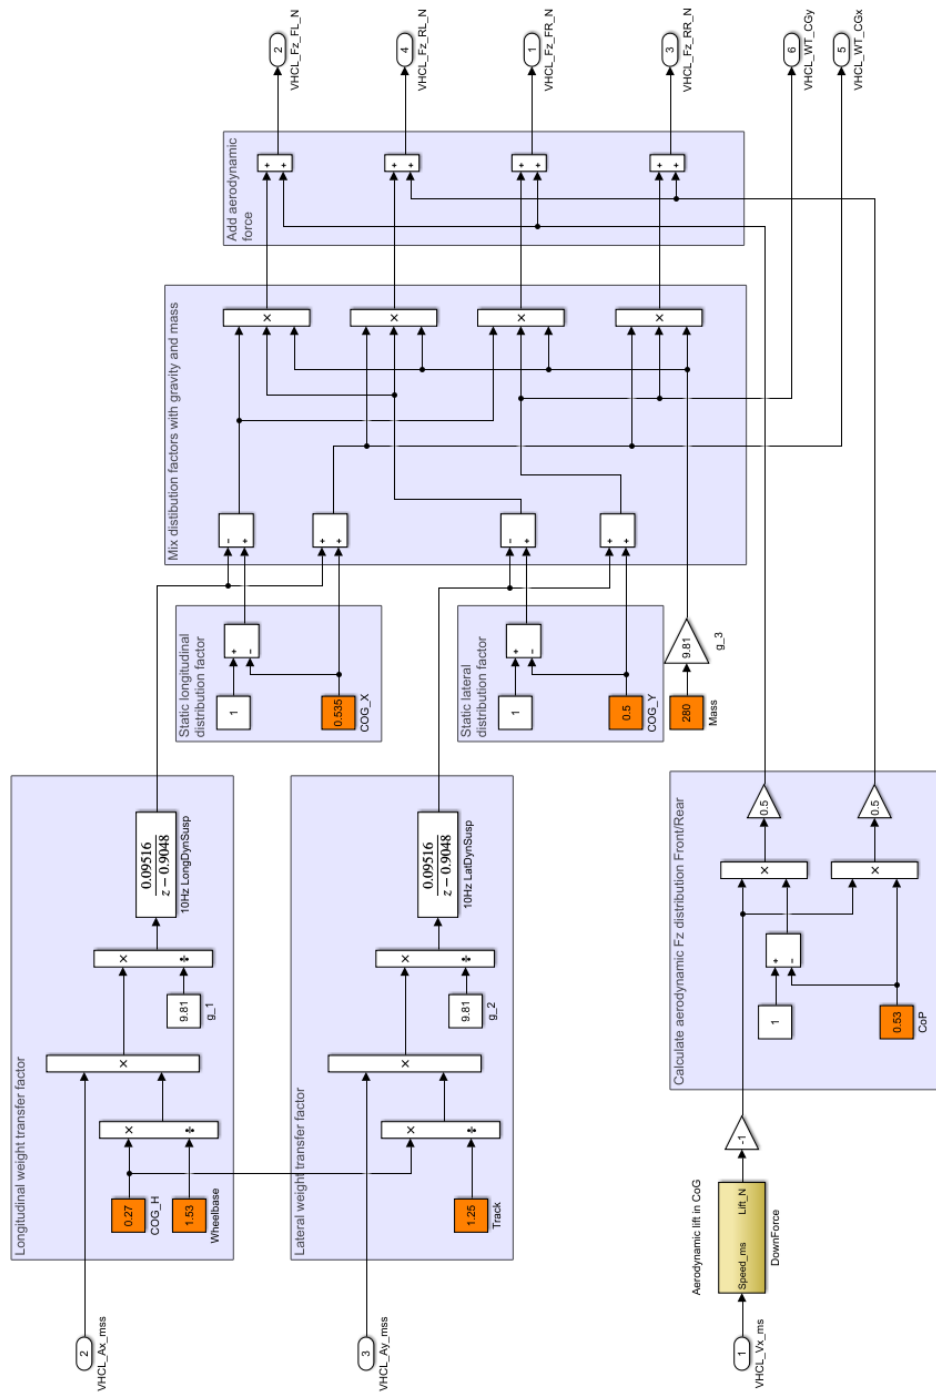 2
VHCL_Ax_mss
Longitudinal weight transfer factor
0.27
COG_H
1.53
Wheelbase
×
÷
×
9.81
g_1
×
÷
0.09516
z − 0.9048
10Hz LongDynSusp
3
VHCL_Ay_mss
Lateral weight transfer factor
1.25
Track
×
÷
×
9.81
g_2
×
÷
0.09516
z − 0.9048
10Hz LatDynSusp
Static longitudinal
distribution factor
1
+
−
0.535
COG_X
Static lateral
distribution factor
1
+
−
0.5
COG_Y
280
Mass
9.81
g_3
Mix distibution factors with gravity and mass
−
+
+
+
−
+
+
+
×
×
×
×
Add aerodynamic
force
+
+
+
+
+
+
+
+
2
VHCL_Fz_FL_N
4
VHCL_Fz_RL_N
1
VHCL_Fz_FR_N
3
VHCL_Fz_RR_N
6
VHCL_WT_CGy
5
VHCL_WT_CGx
1
VHCL_Vx_ms
Aerodynamic lift in CoG
Speed_ms Lift_N
DownForce
-1
Calculate aerodynamic Fz distribution Front/Rear
1
+
−
0.53
CoP
×
×
0.5
0.5